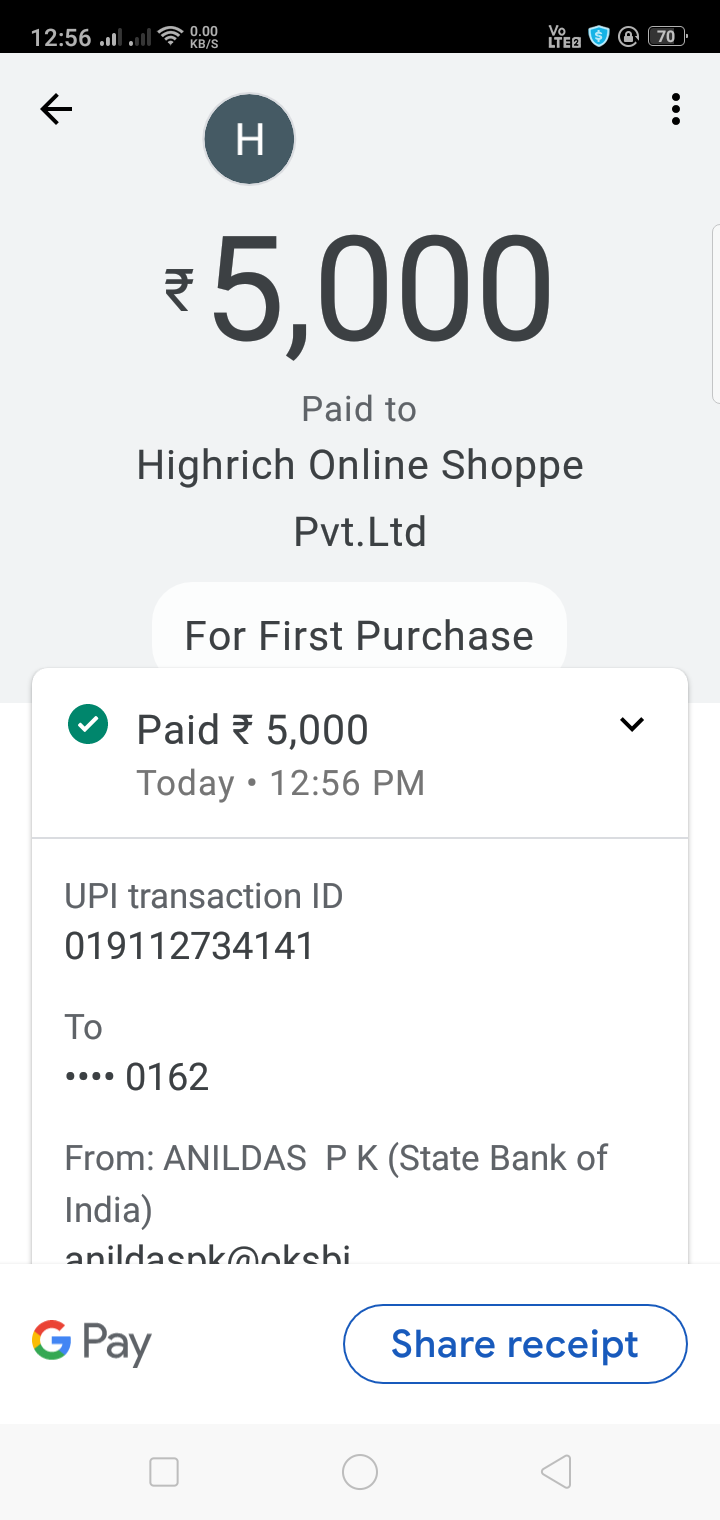 12:56 0.00 KB/S Vo LTE2 70
H
₹5,000
Paid to
Highrich Online Shoppe
Pvt.Ltd
For First Purchase
Paid ₹ 5,000
Today • 12:56 PM
UPI transaction ID
019112734141
To
•••• 0162
From: ANILDAS P K (State Bank of
India)
anildaspk@oksbi
G Pay
Share receipt